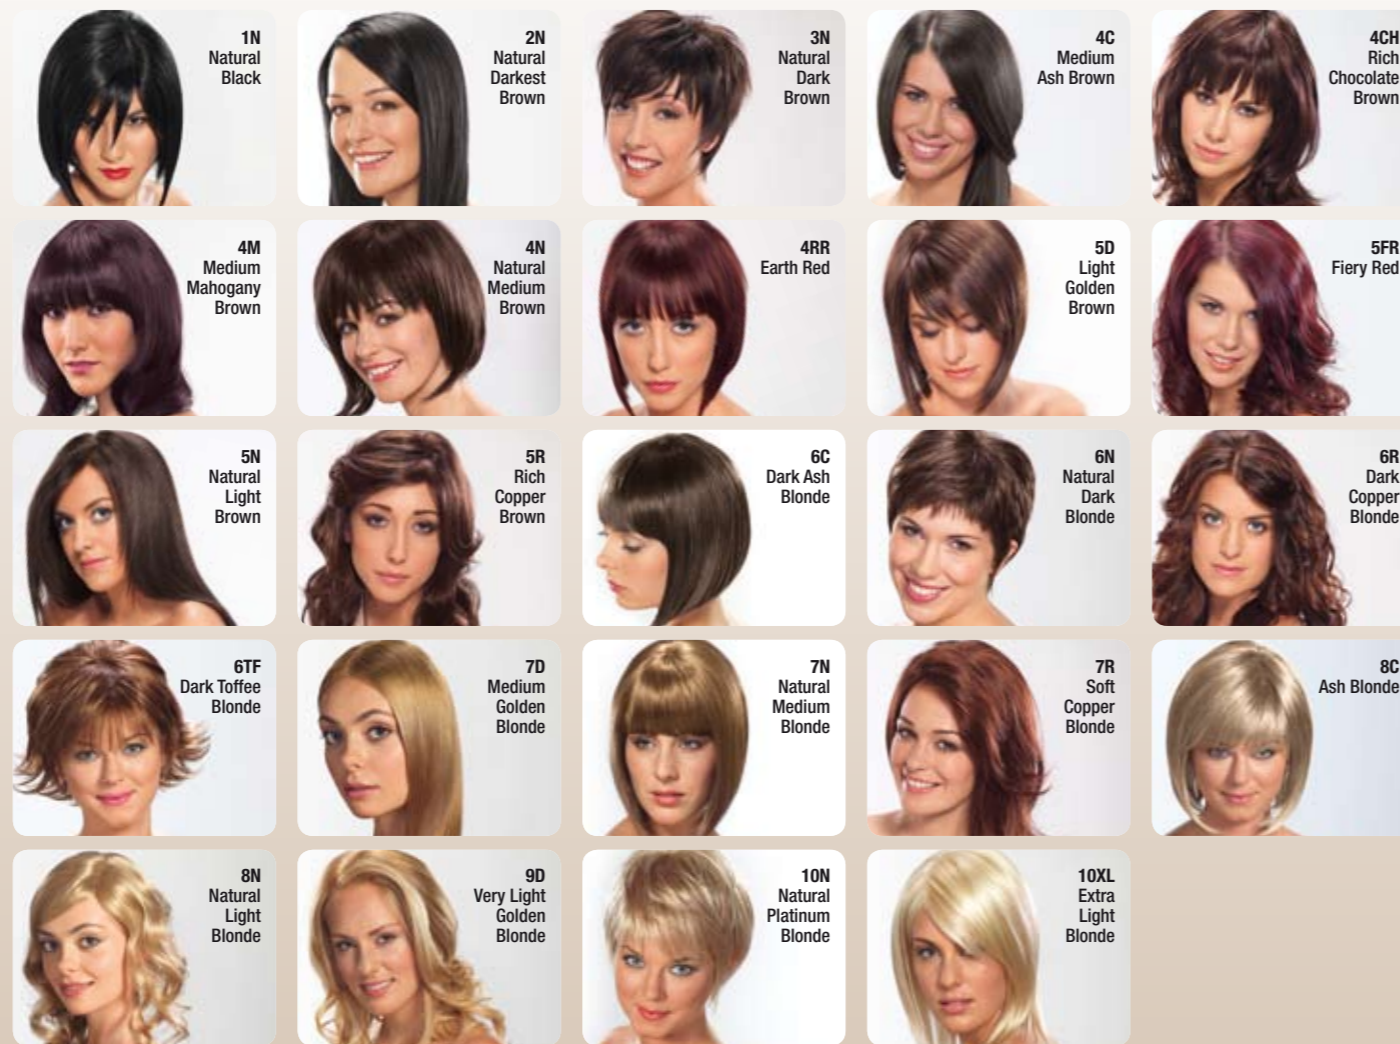 1N
Natural
Black
2N
Natural
Darkest
Brown
3N
Natural
Dark
Brown
4C
Medium
Ash Brown
4CH
Rich
Chocolate
Brown
4M
Medium
Mahogany
Brown
4N
Natural
Medium
Brown
4RR
Earth Red
5D
Light
Golden
Brown
5FR
Fiery Red
5N
Natural
Light
Brown
5R
Rich
Copper
Brown
6C
Dark Ash
Blonde
6N
Natural
Dark
Blonde
6R
Dark
Copper
Blonde
6TF
Dark Toffee
Blonde
7D
Medium
Golden
Blonde
7N
Natural
Medium
Blonde
7R
Soft
Copper
Blonde
8C
Ash Blonde
8N
Natural
Light
Blonde
9D
Very Light
Golden
Blonde
10N
Natural
Platinum
Blonde
10XL
Extra
Light
Blonde